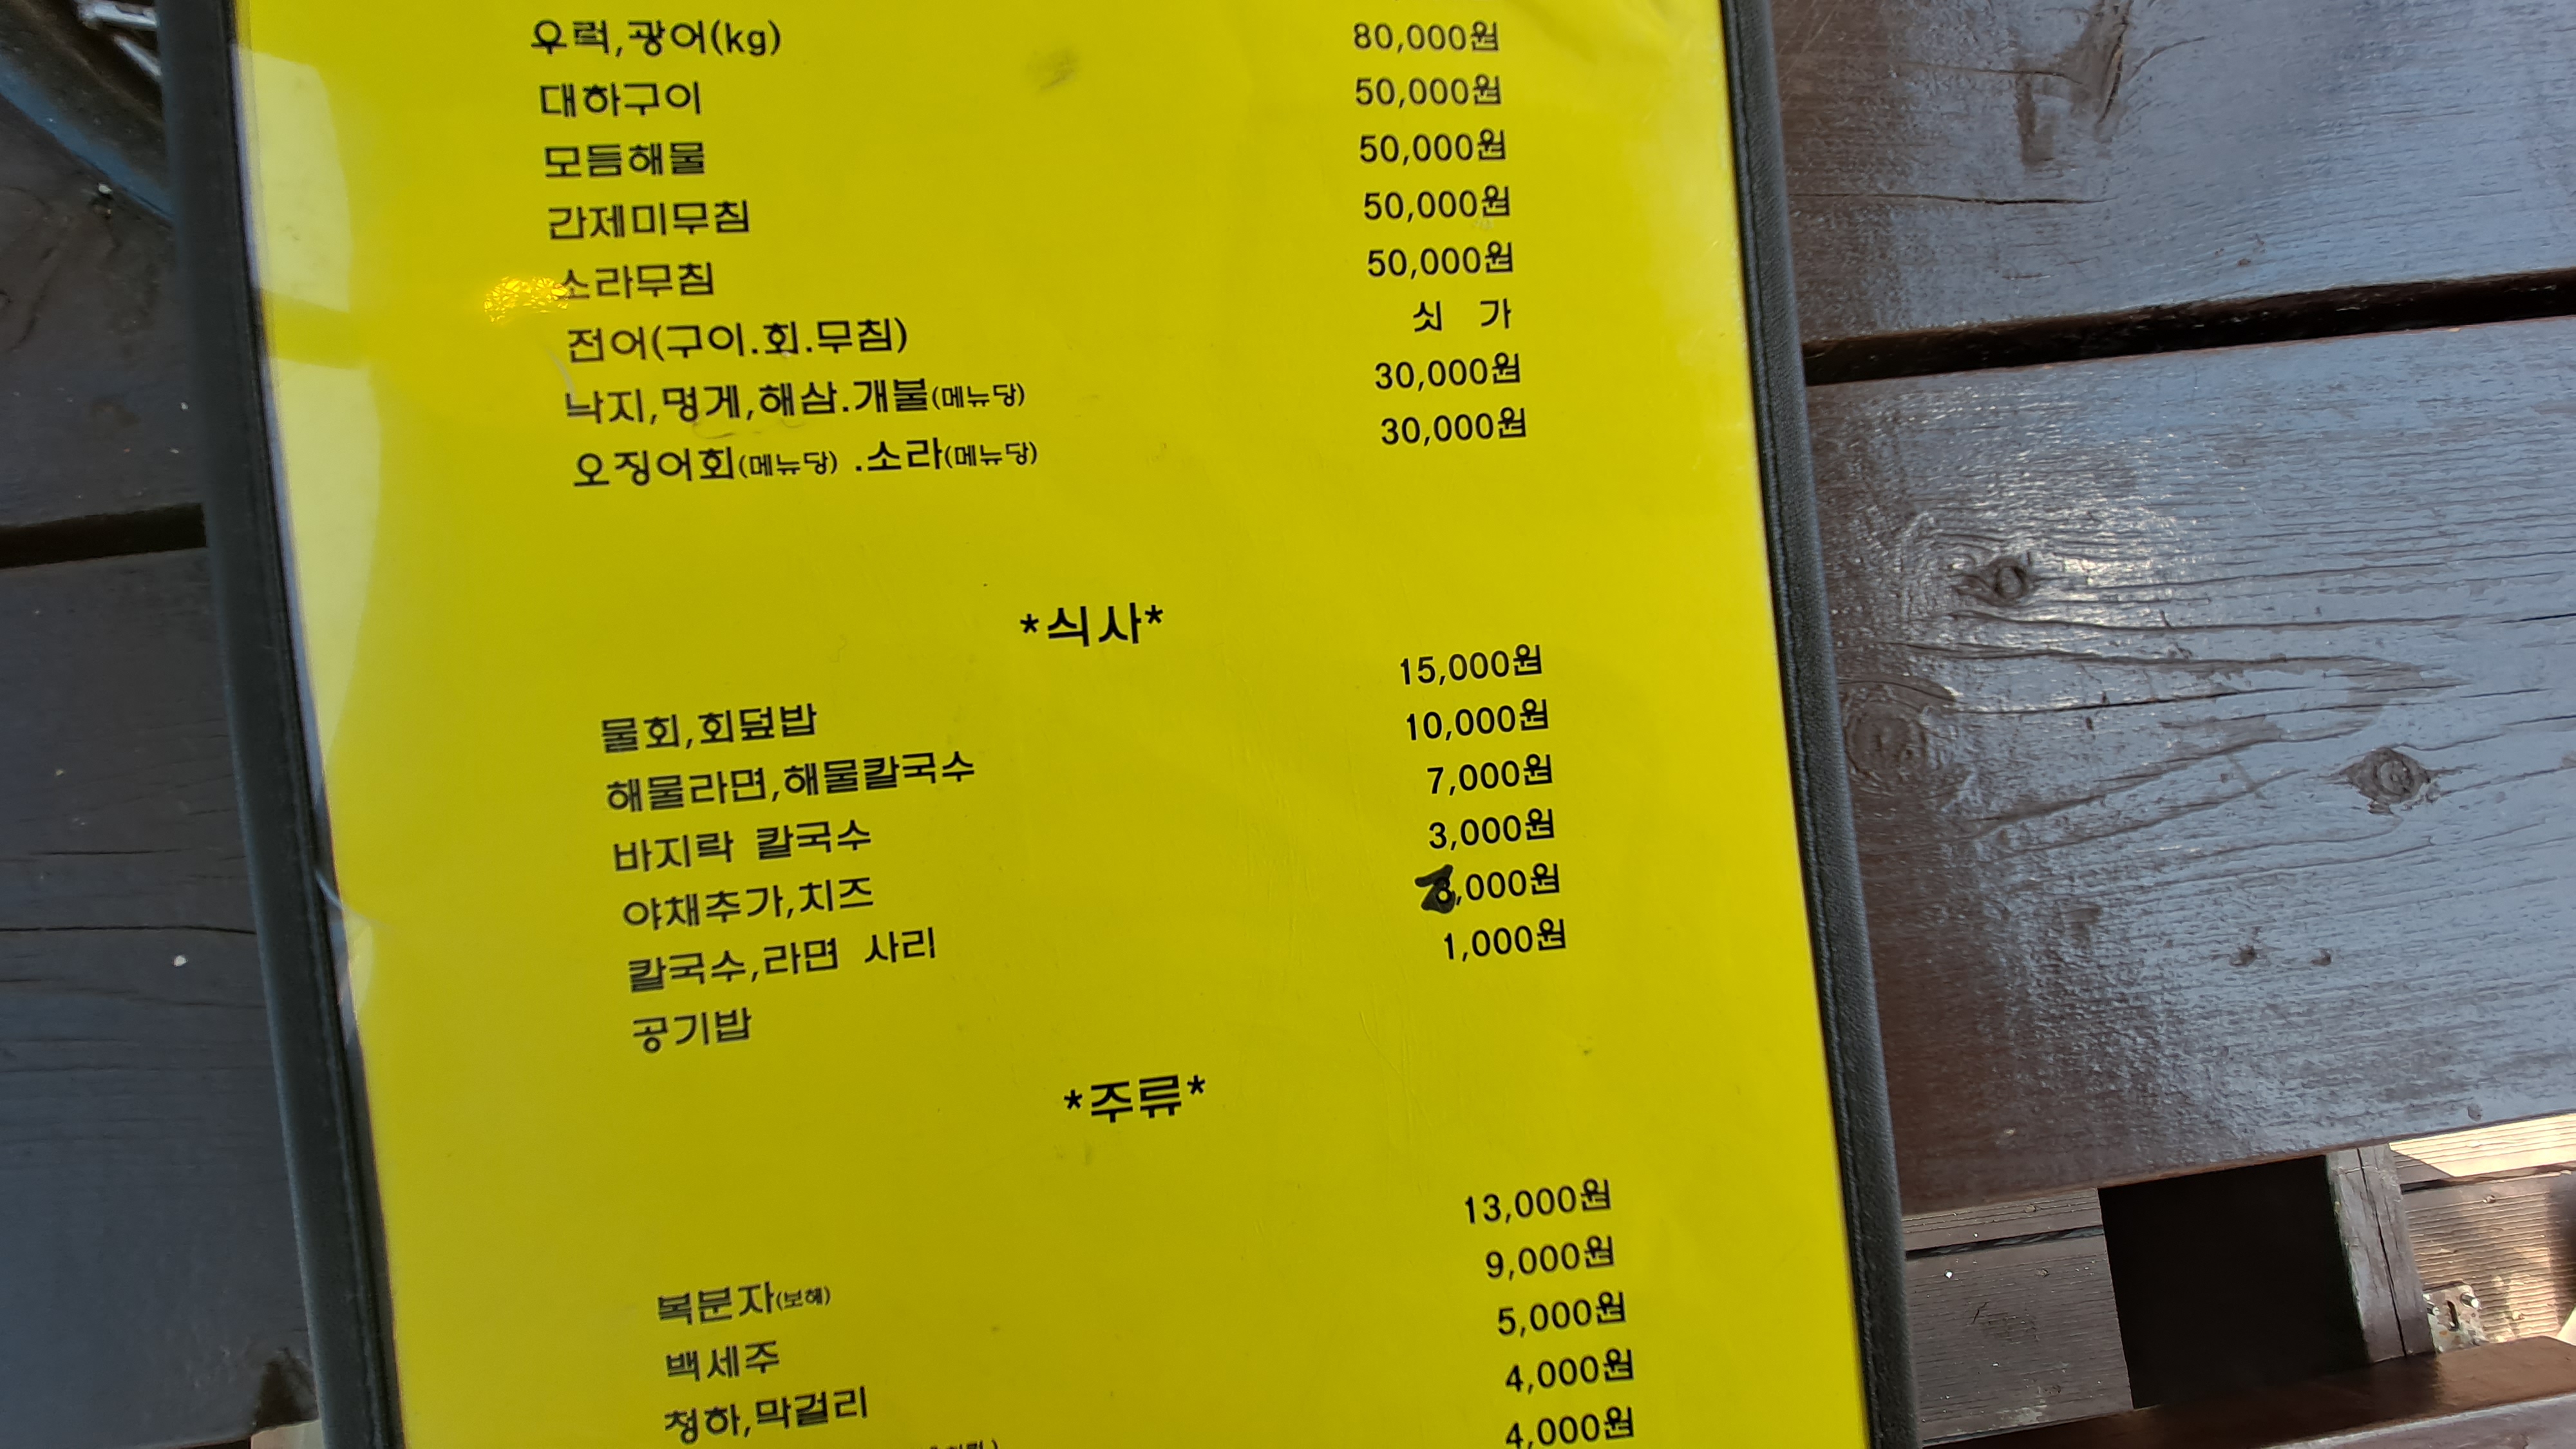 우럭,광어(kg) 80,000원
대하구이 50,000원
모듬해물 50,000원
간제미무침 50,000원
소라무침 50,000원
전어(구이.회.무침) 싯 가
낙지,멍게,해삼.개불(메뉴당) 30,000원
오징어회(메뉴당) .소라(메뉴당) 30,000원
*식사*
물회,회덮밥 15,000원
해물라면,해물칼국수 10,000원
바지락 칼국수 7,000원
야채추가,치즈 3,000원
칼국수,라면 사리 ,000원
공기밥 1,000원
*주류*
복분자(보해) 13,000원
백세주 9,000원
청하,막걸리 5,000원
4,000원
4,000원